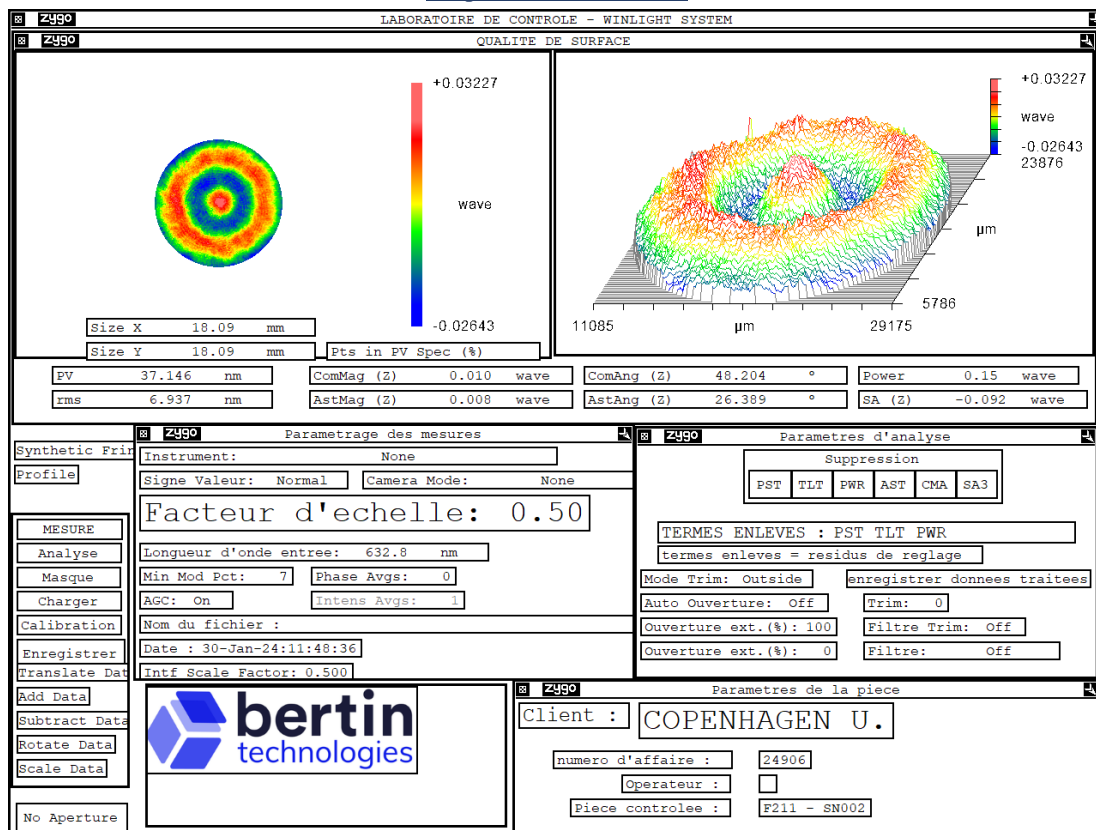 zygo LABORATOIRE DE CONTROLE - WINLIGHT SYSTEM
zygo QUALITE DE SURFACE
+0.03227
wave
-0.02643
+0.03227
wave
-0.02643
23876
µm
5786
11085 µm 29175
Size X 18.09 mm
Size Y 18.09 mm
Pts in PV Spec (%)
PV 37.146 nm
ComMag (Z) 0.010 wave
ComAng (Z) 48.204 °
Power 0.15 wave
rms 6.937 nm
AstMag (Z) 0.008 wave
AstAng (Z) 26.389 °
SA (Z) -0.092 wave
Synthetic Frin
Profile
MESURE
Analyse
Masque
Charger
Calibration
Enregistrer
Translate Dat
Add Data
Subtract Data
Rotate Data
Scale Data
No Aperture
zygo Parametrage des mesures
Instrument: None
Signe Valeur: Normal
Camera Mode: None
Facteur d'echelle: 0.50
Longueur d'onde entree: 632.8 nm
Min Mod Pct: 7
Phase Avgs: 0
AGC: On
Intens Avgs: 1
Nom du fichier :
Date : 30-Jan-24:11:48:36
Intf Scale Factor: 0.500
zygo Parametres d'analyse
Suppression
PST TLT PWR AST CMA SA3
TERMES ENLEVES : PST TLT PWR
termes enleves = residus de reglage
Mode Trim: Outside
enregistrer donnees traitees
Auto Ouverture: Off
Trim: 0
Ouverture ext.(%): 100
Filtre Trim: Off
Ouverture ext.(%): 0
Filtre: Off
bertin
technologies
zygo Parametres de la piece
Client : COPENHAGEN U.
numero d'affaire : 24906
Operateur :
Piece controlee : F211 - SN002